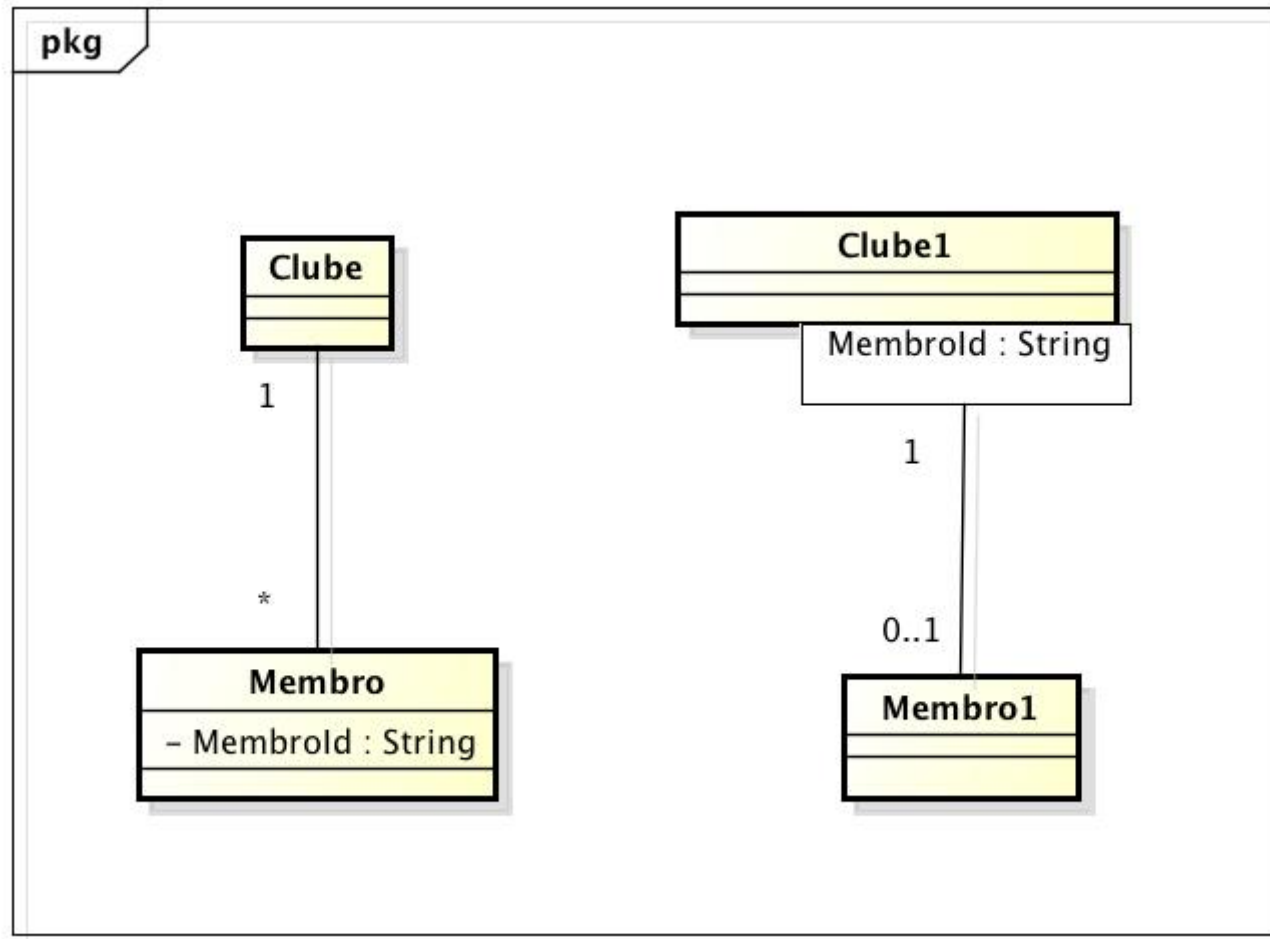 pkg
Clube
1
*
Membro
– MembroId : String
Clube1
MembroId : String
1
0..1
Membro1